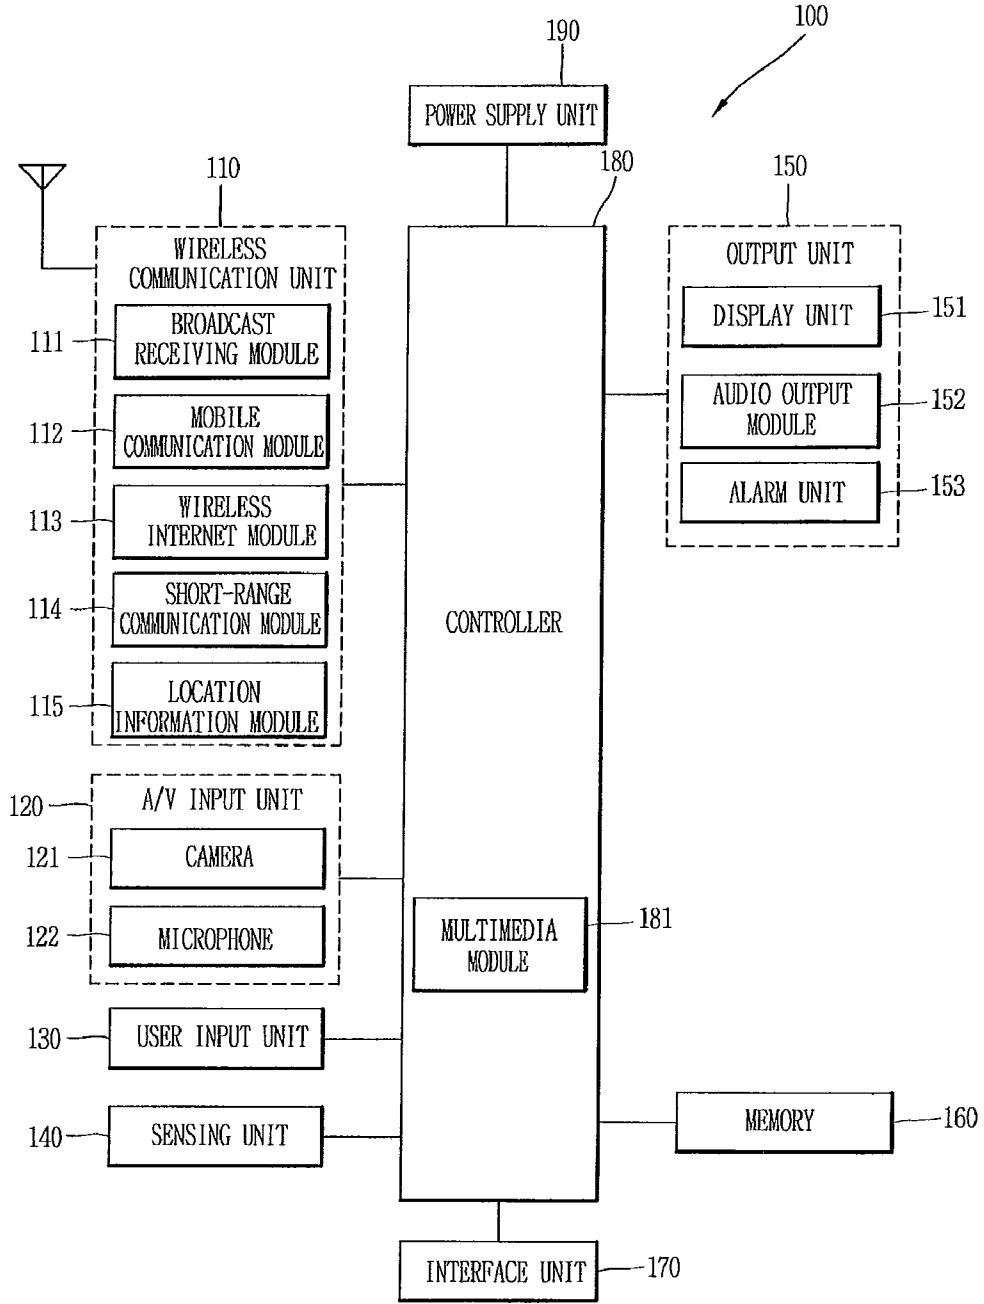 100
190
POWER SUPPLY UNIT
180
110
WIRELESS
COMMUNICATION UNIT
111
BROADCAST
RECEIVING MODULE
112
MOBILE
COMMUNICATION MODULE
113
WIRELESS
INTERNET MODULE
114
SHORT-RANGE
COMMUNICATION MODULE
115
LOCATION
INFORMATION MODULE
120
A/V INPUT UNIT
121
CAMERA
122
MICROPHONE
130
USER INPUT UNIT
140
SENSING UNIT
CONTROLLER
MULTIMEDIA
MODULE
181
150
OUTPUT UNIT
DISPLAY UNIT
151
AUDIO OUTPUT
MODULE
152
ALARM UNIT
153
MEMORY
160
INTERFACE UNIT
170